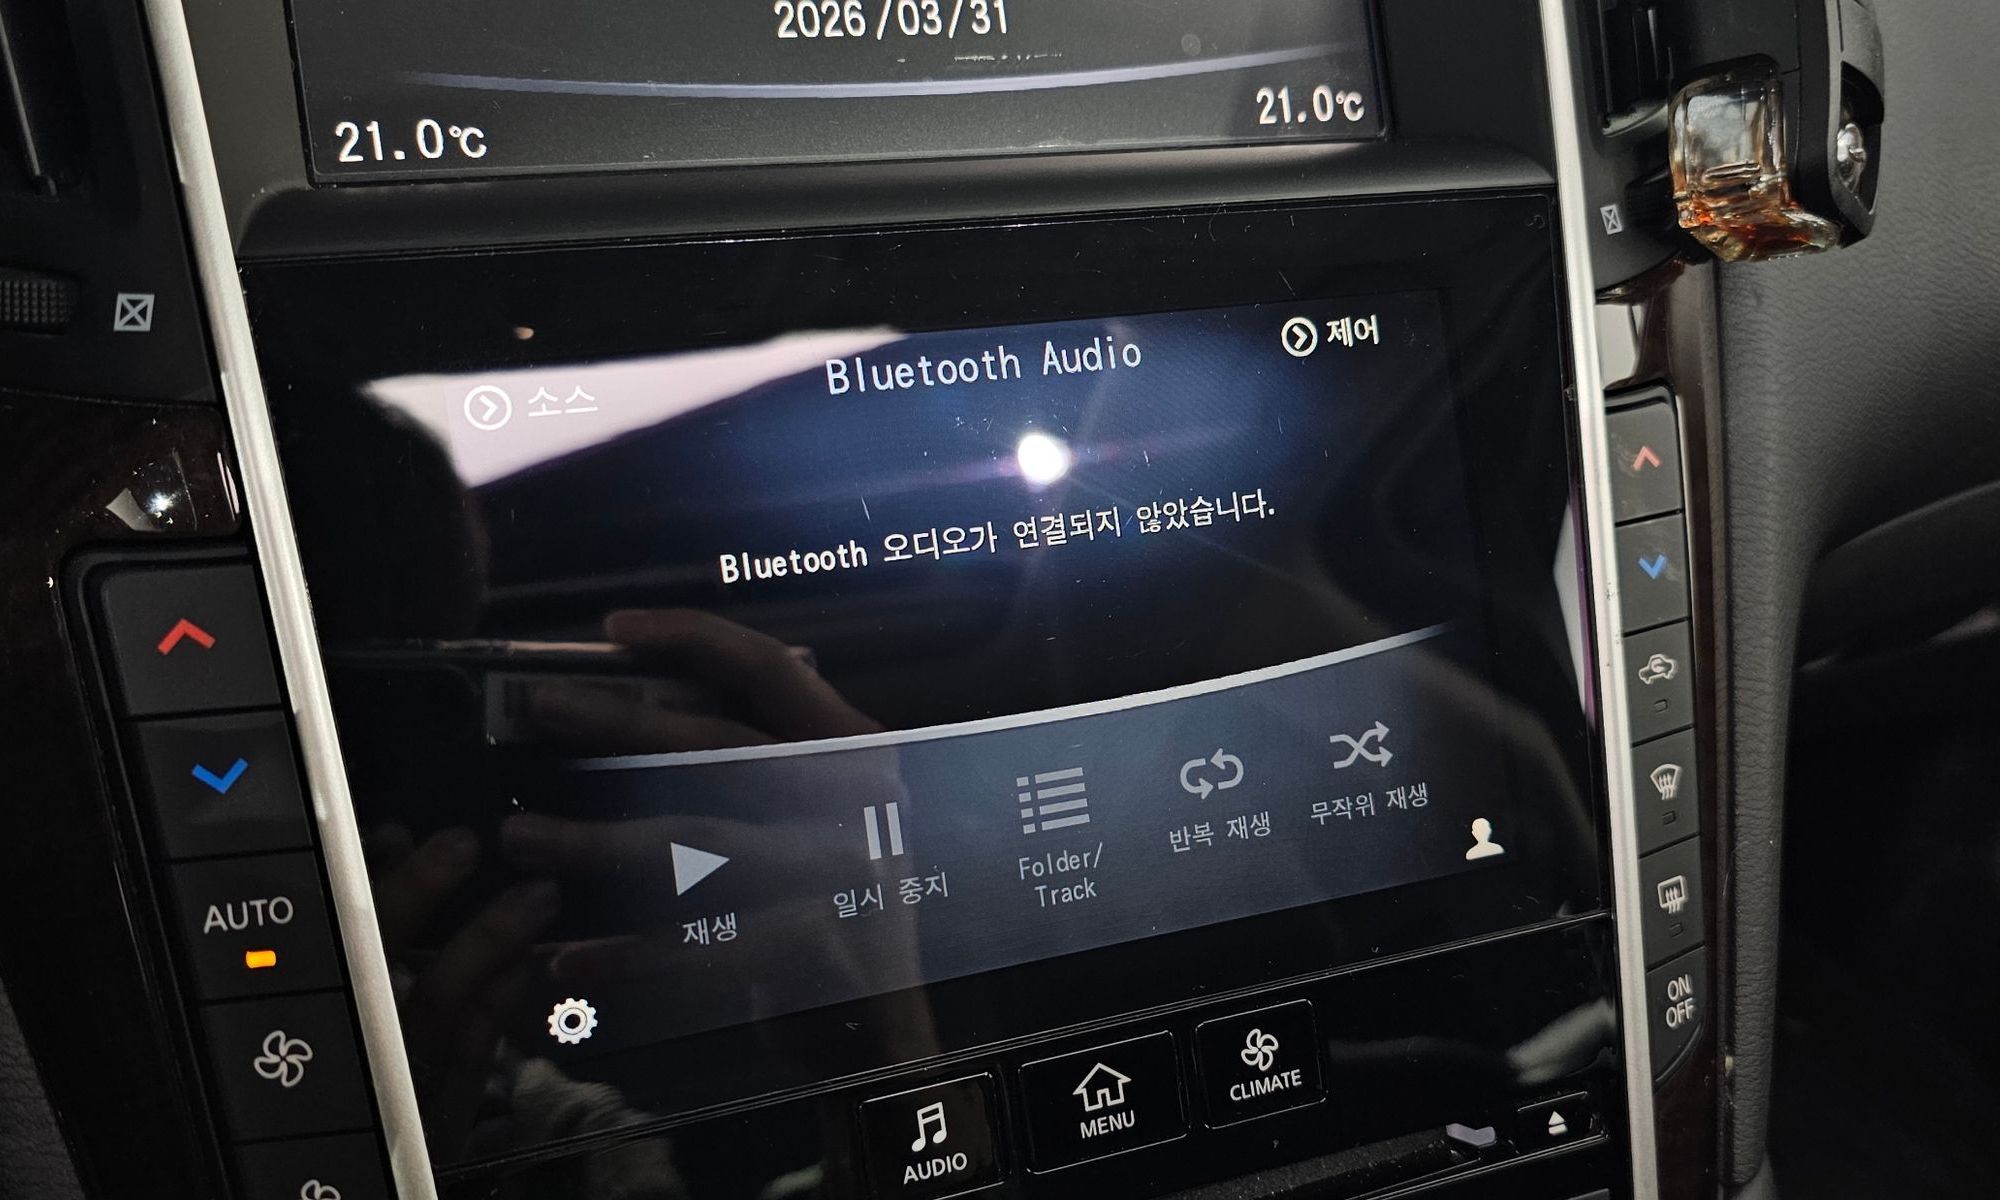 2026/03/31
21.0℃
21.0℃
소스
Bluetooth Audio
제어
Bluetooth 오디오가 연결되지 않았습니다.
재생
일시 중지
Folder/
Track
반복 재생
무작위 재생
AUTO
ON
OFF
AUDIO
MENU
CLIMATE